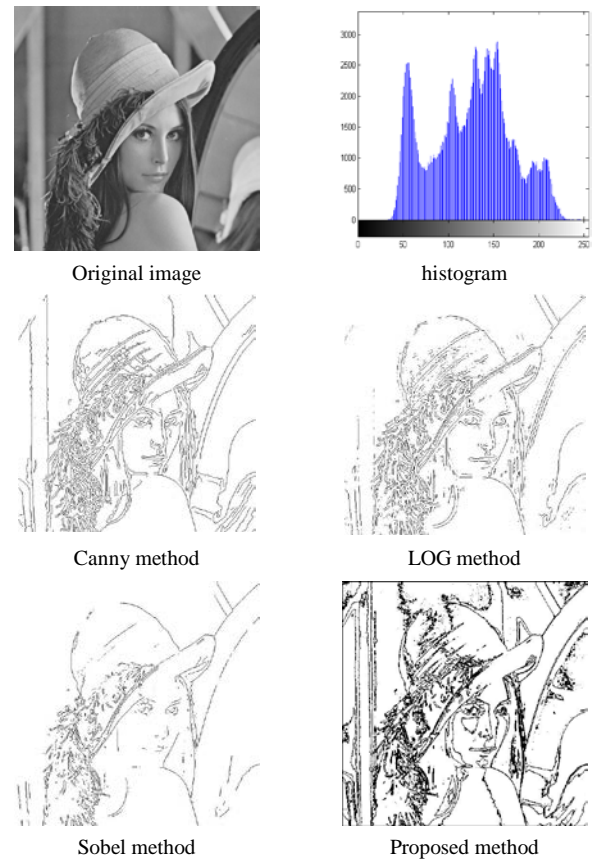 3000
2500
2000
1500
1000
500
0
0 50 100 150 200 250
Original image histogram
Canny method LOG method
Sobel method Proposed method